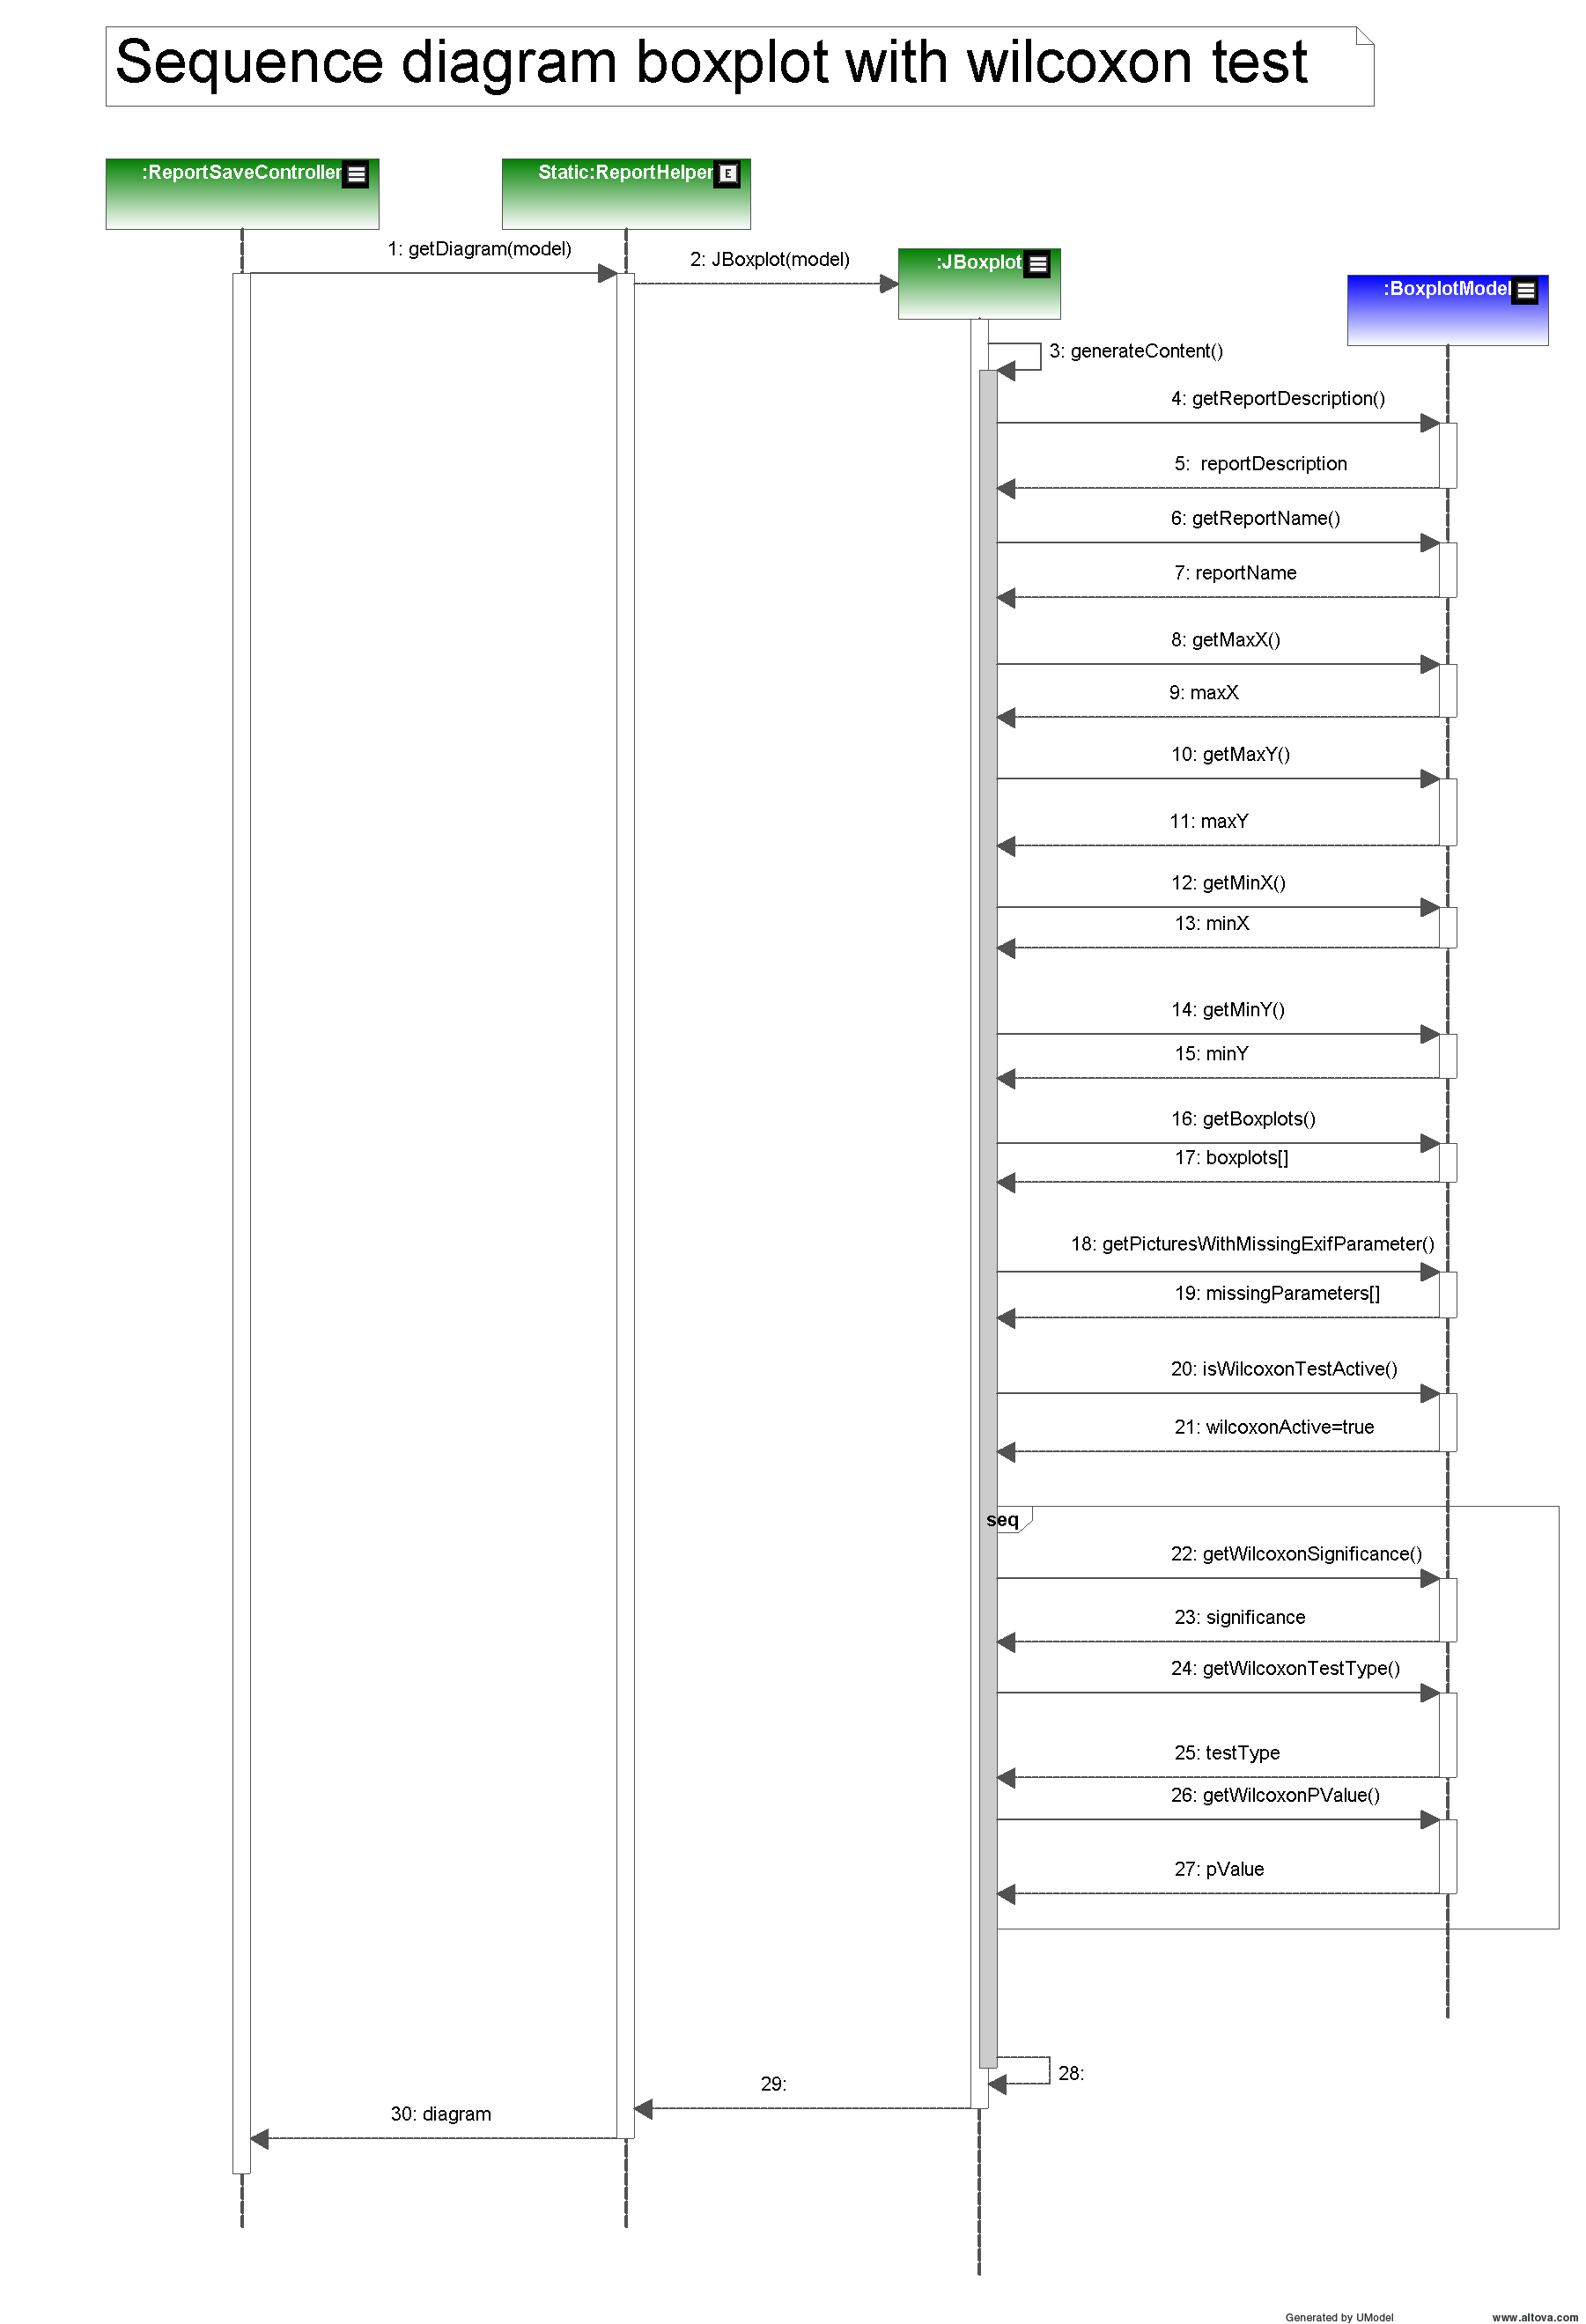 Sequence diagram boxplot with wilcoxon test
:ReportSaveController
Static:ReportHelper
E
:JBoxplot
:BoxplotModel
1: getDiagram(model)
2: JBoxplot(model)
3: generateContent()
4: getReportDescription()
5: reportDescription
6: getReportName()
7: reportName
8: getMaxX()
9: maxX
10: getMaxY()
11: maxY
12: getMinX()
13: minX
14: getMinY()
15: minY
16: getBoxplots()
17: boxplots[]
18: getPicturesWithMissingExifParameter()
19: missingParameters[]
20: isWilcoxonTestActive()
21: wilcoxonActive=true
seq
22: getWilcoxonSignificance()
23: significance
24: getWilcoxonTestType()
25: testType
26: getWilcoxonPValue()
27: pValue
28:
29:
30: diagram
Generated by UModel
www.altova.com